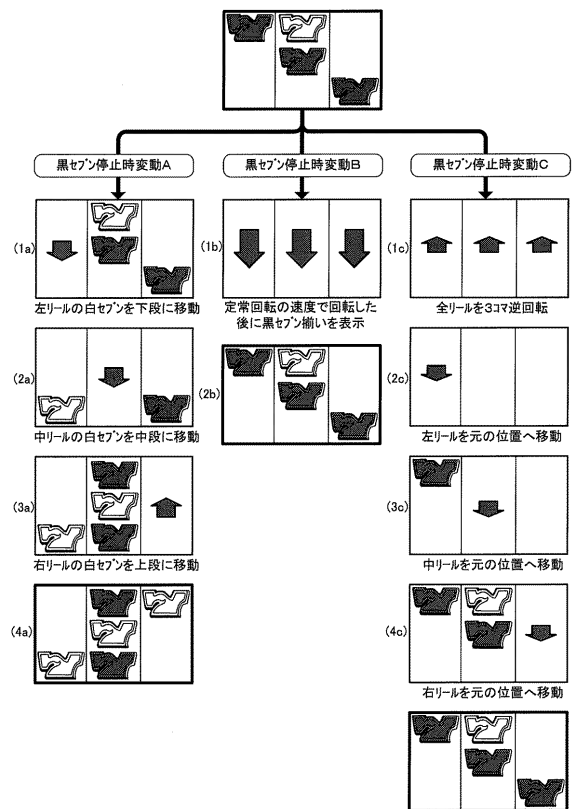 黒セブン停止時変動A
黒セブン停止時変動B
黒セブン停止時変動C
(1a)
左リールの白セブンを下段に移動
(2a)
中リールの白セブンを中段に移動
(3a)
右リールの白セブンを上段に移動
(4a)
(1b)
定常回転の速度で回転した
後に黒セブン揃いを表示
(2b)
(1c)
全リールを3コマ逆回転
(2c)
左リールを元の位置へ移動
(3c)
中リールを元の位置へ移動
(4c)
右リールを元の位置へ移動